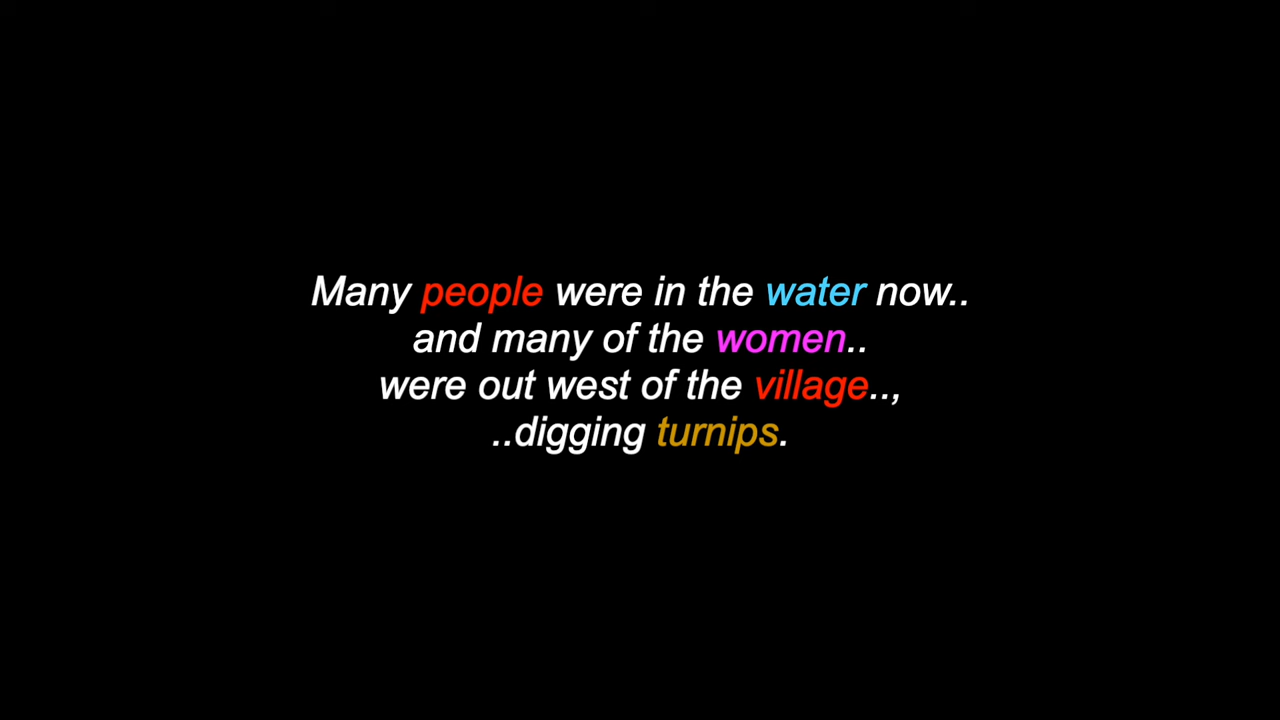 Many people were in the water now..
and many of the women..
were out west of the village..,
..digging turnips.